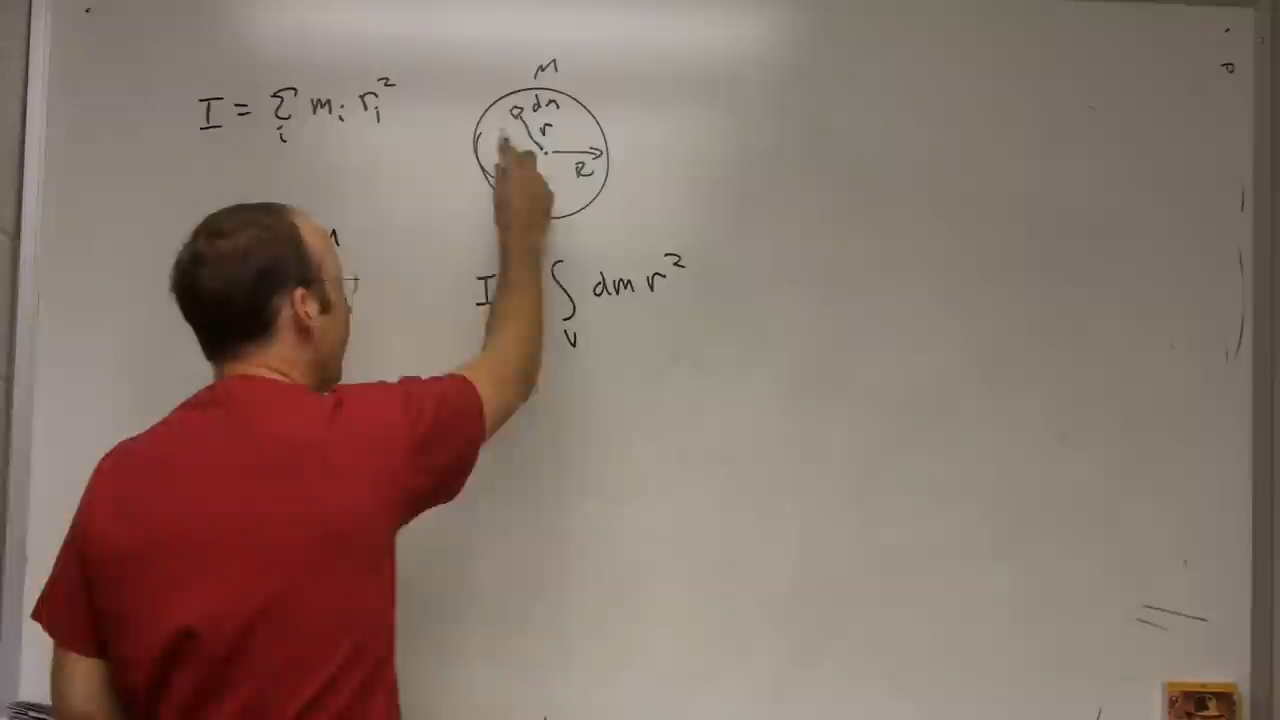 I = Σ mᵢ rᵢ²
i
M
dm
r
R
I ∫ dm r²
V